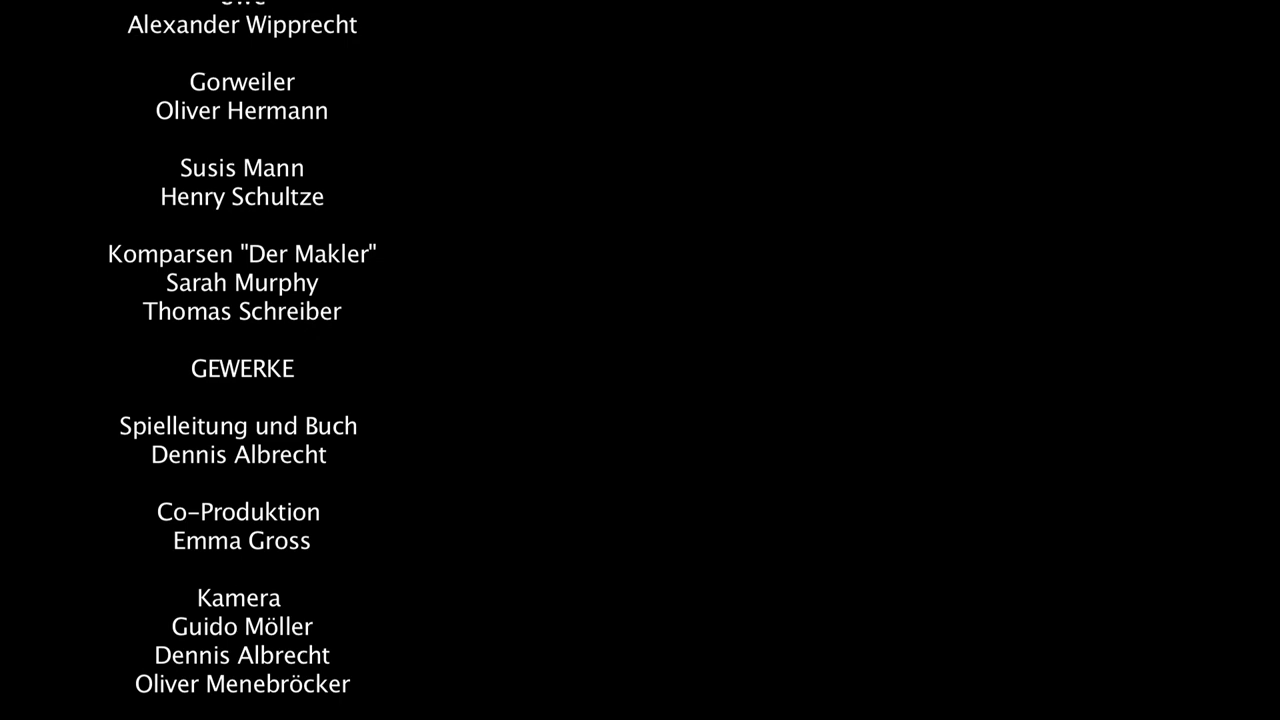 Alexander Wipprecht
Gorweiler
Oliver Hermann
Susis Mann
Henry Schultze
Komparsen "Der Makler"
Sarah Murphy
Thomas Schreiber
GEWERKE
Spielleitung und Buch
Dennis Albrecht
Co-Produktion
Emma Gross
Kamera
Guido Möller
Dennis Albrecht
Oliver Menebröcker